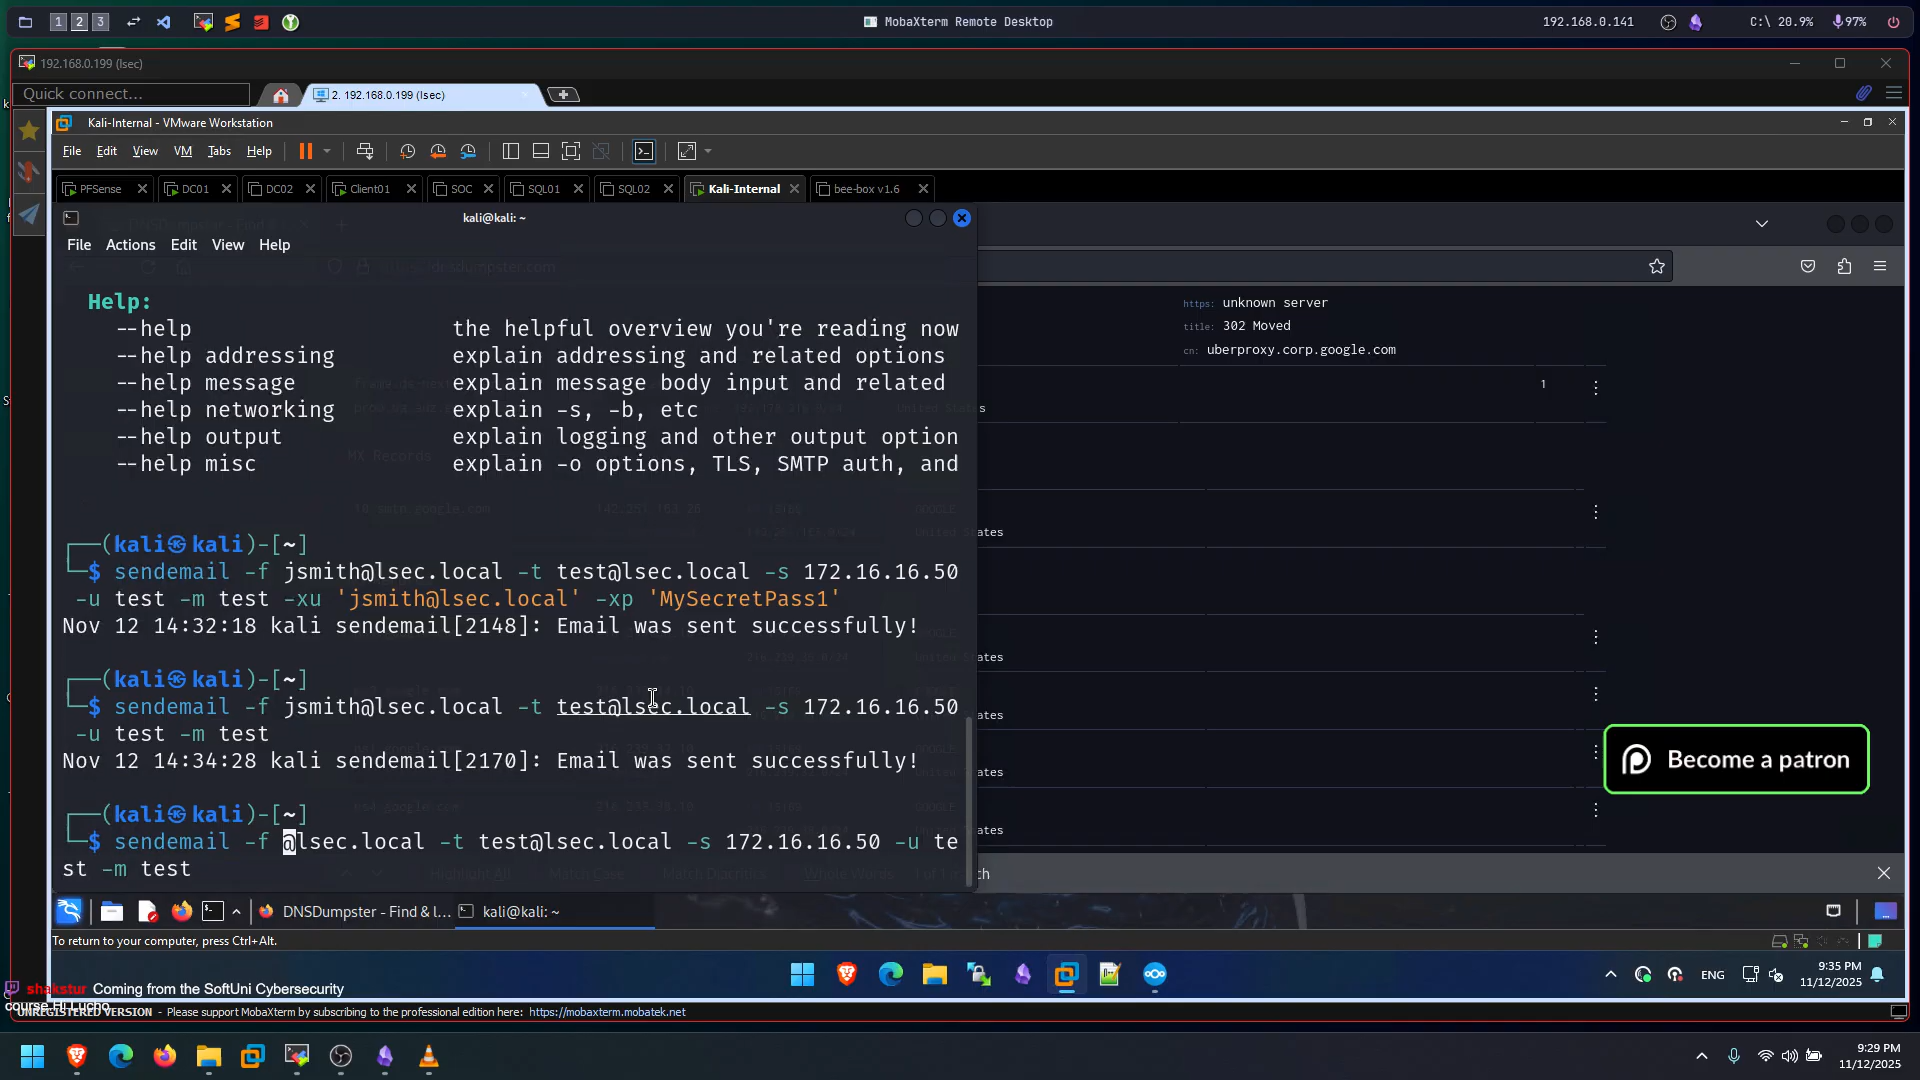 1 2 3
MobaXterm Remote Desktop
192.168.0.141
C:\ 20.9%
97%
192.168.0.199 (lsec)
Quick connect...
2. 192.168.0.199 (lsec)
Kali-Internal - VMware Workstation
File Edit View VM Tabs Help
PFSense DC01 DC02 Client01 SOC SQL01 SQL02 Kali-Internal bee-box v1.6
kali@kali: ~
File Actions Edit View Help
dnsdumpster.com
Help:
--help the helpful overview you're reading now
--help addressing explain addressing and related options
--help message explain message body input and related
--help networking explain -s, -b, etc
--help output explain logging and other output option
--help misc explain -o options, TLS, SMTP auth, and
https: unknown server
title: 302 Moved
cn: uberproxy.corp.google.com
1
MX Records
┌──(kali㉿kali)-[~]
└─$ sendemail -f jsmith@lsec.local -t test@lsec.local -s 172.16.16.50
-u test -m test -xu 'jsmith@lsec.local' -xp 'MySecretPass1'
Nov 12 14:32:18 kali sendemail[2148]: Email was sent successfully!
┌──(kali㉿kali)-[~]
└─$ sendemail -f jsmith@lsec.local -t test@lsec.local -s 172.16.16.50
-u test -m test
Nov 12 14:34:28 kali sendemail[2170]: Email was sent successfully!
┌──(kali㉿kali)-[~]
└─$ sendemail -f @lsec.local -t test@lsec.local -s 172.16.16.50 -u te
st -m test
Become a patron
DNSDumpster - Find & l...
kali@kali: ~
To return to your computer, press Ctrl+Alt.
ENG
9:35 PM
11/12/2025
shakstur Coming from the SoftUni Cybersecurity
course.Hi Lucho
UNREGISTERED VERSION - Please support MobaXterm by subscribing to the professional edition here: https://mobaxterm.mobatek.net
9:29 PM
11/12/2025